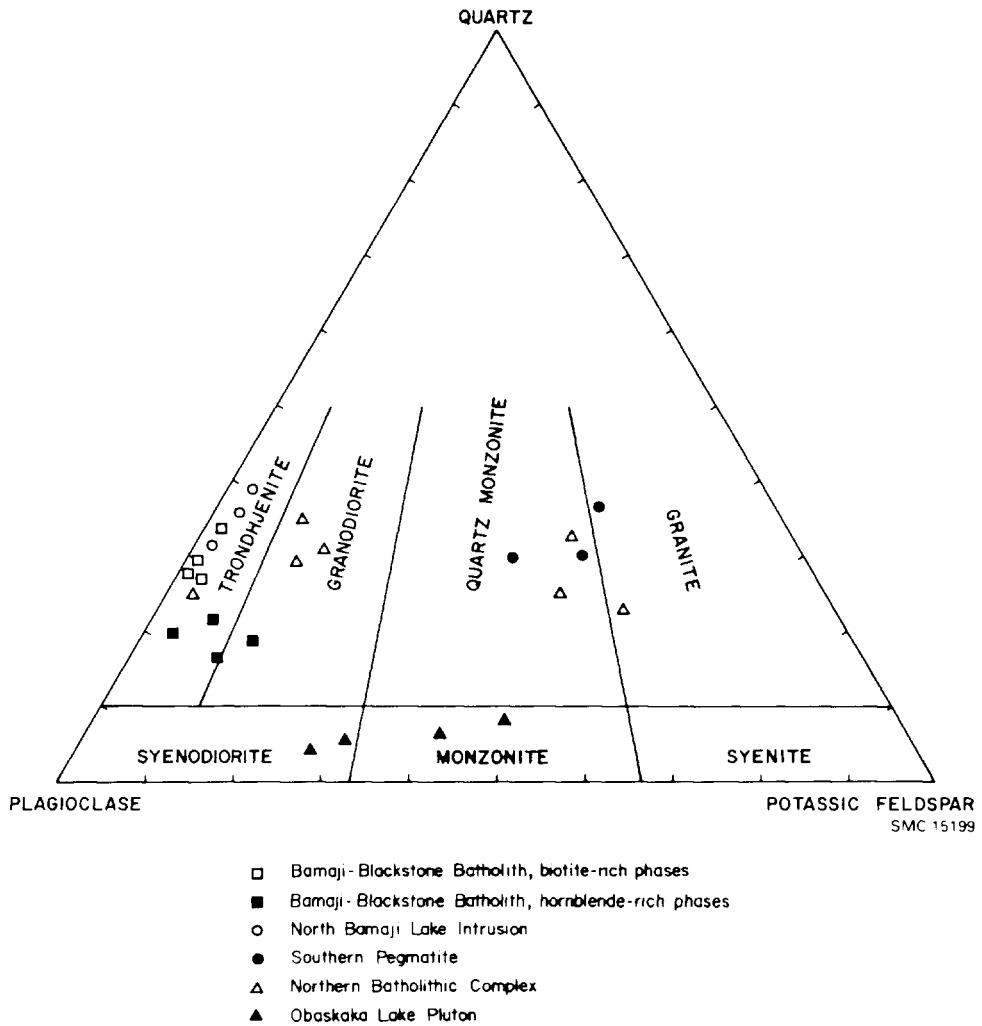 QUARTZ
TRONDHJENITE
GRANODIORITE
QUARTZ MONZONITE
GRANITE
SYENODIORITE
MONZONITE
SYENITE
PLAGIOCLASE
POTASSIC FELDSPAR
SMC 15199
Bamaji-Blackstone Batholith, biotite-rich phases
Bamaji-Blackstone Batholith, hornblende-rich phases
North Bamaji Lake Intrusion
Southern Pegmatite
Northern Batholithic Complex
Obaskaka Lake Pluton